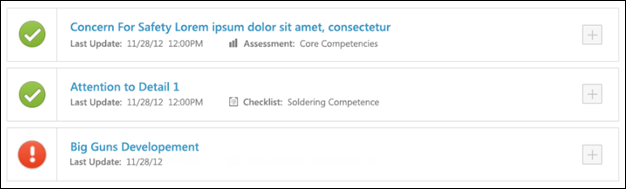 Concern For Safety Lorem ipsum dolor sit amet, consectetur
Last Update: 11/28/12 12:00PM Assessment: Core Competencies
Attention to Detail 1
Last Update: 11/28/12 12:00PM Checklist: Soldering Competence
Big Guns Developement
Last Update: 11/28/12